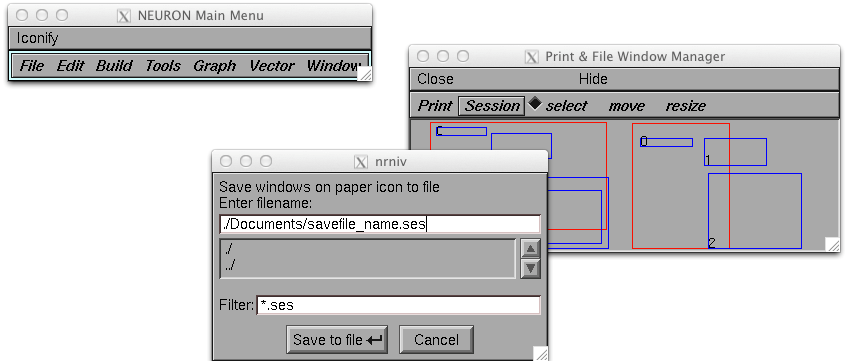 NEURON Main Menu
Iconify
File Edit Build Tools Graph Vector Window
Print & File Window Manager
Close Hide
Print Session select move resize
0
1
2
nrniv
Save windows on paper icon to file
Enter filename:
./Documents/savefile_name.ses
./
../
Filter: *.ses
Save to file Cancel